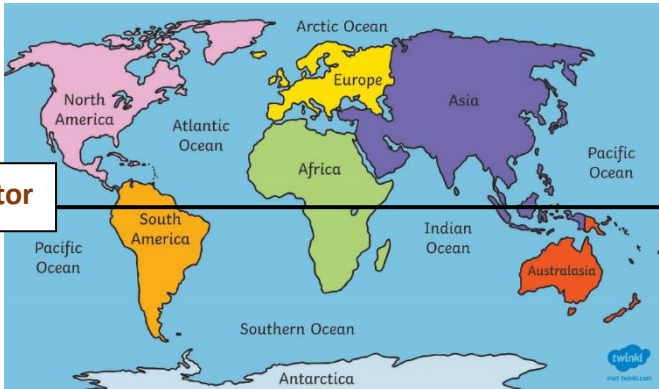 Arctic Ocean
North
America
Europe
Asia
Atlantic
Ocean
Africa
Pacific
Ocean
tor
South
America
Indian
Ocean
Pacific
Ocean
Australasia
Southern Ocean
Antarctica
twinkl
visit twinkl.com